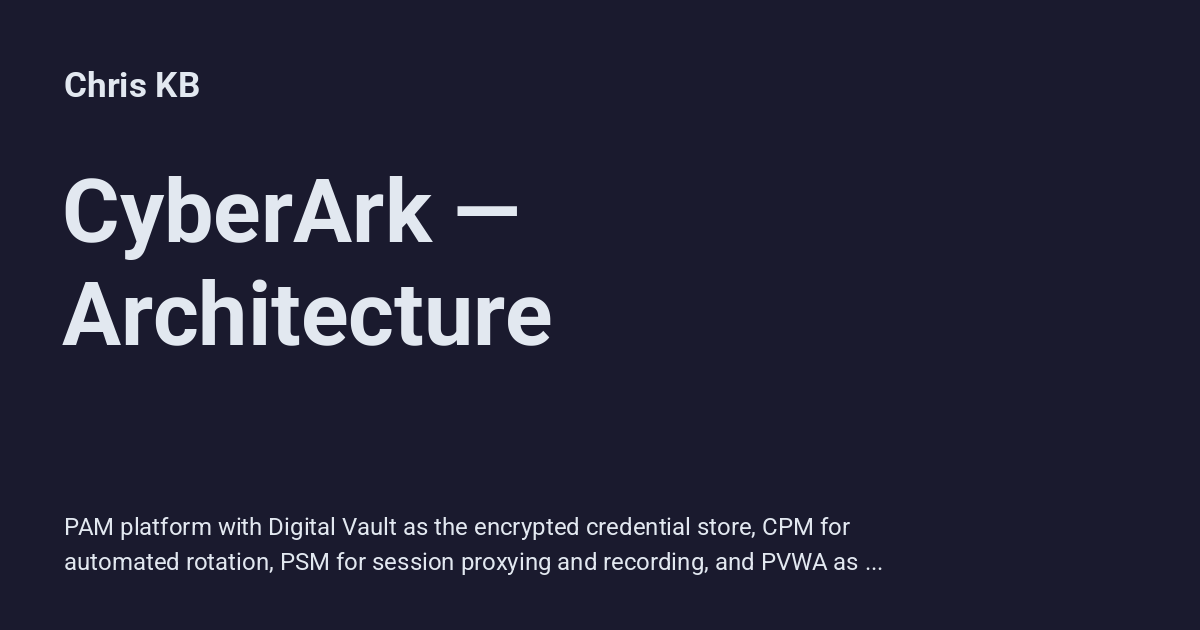 Chris KB
CyberArk —
Architecture
PAM platform with Digital Vault as the encrypted credential store, CPM for
automated rotation, PSM for session proxying and recording, and PVWA as ...